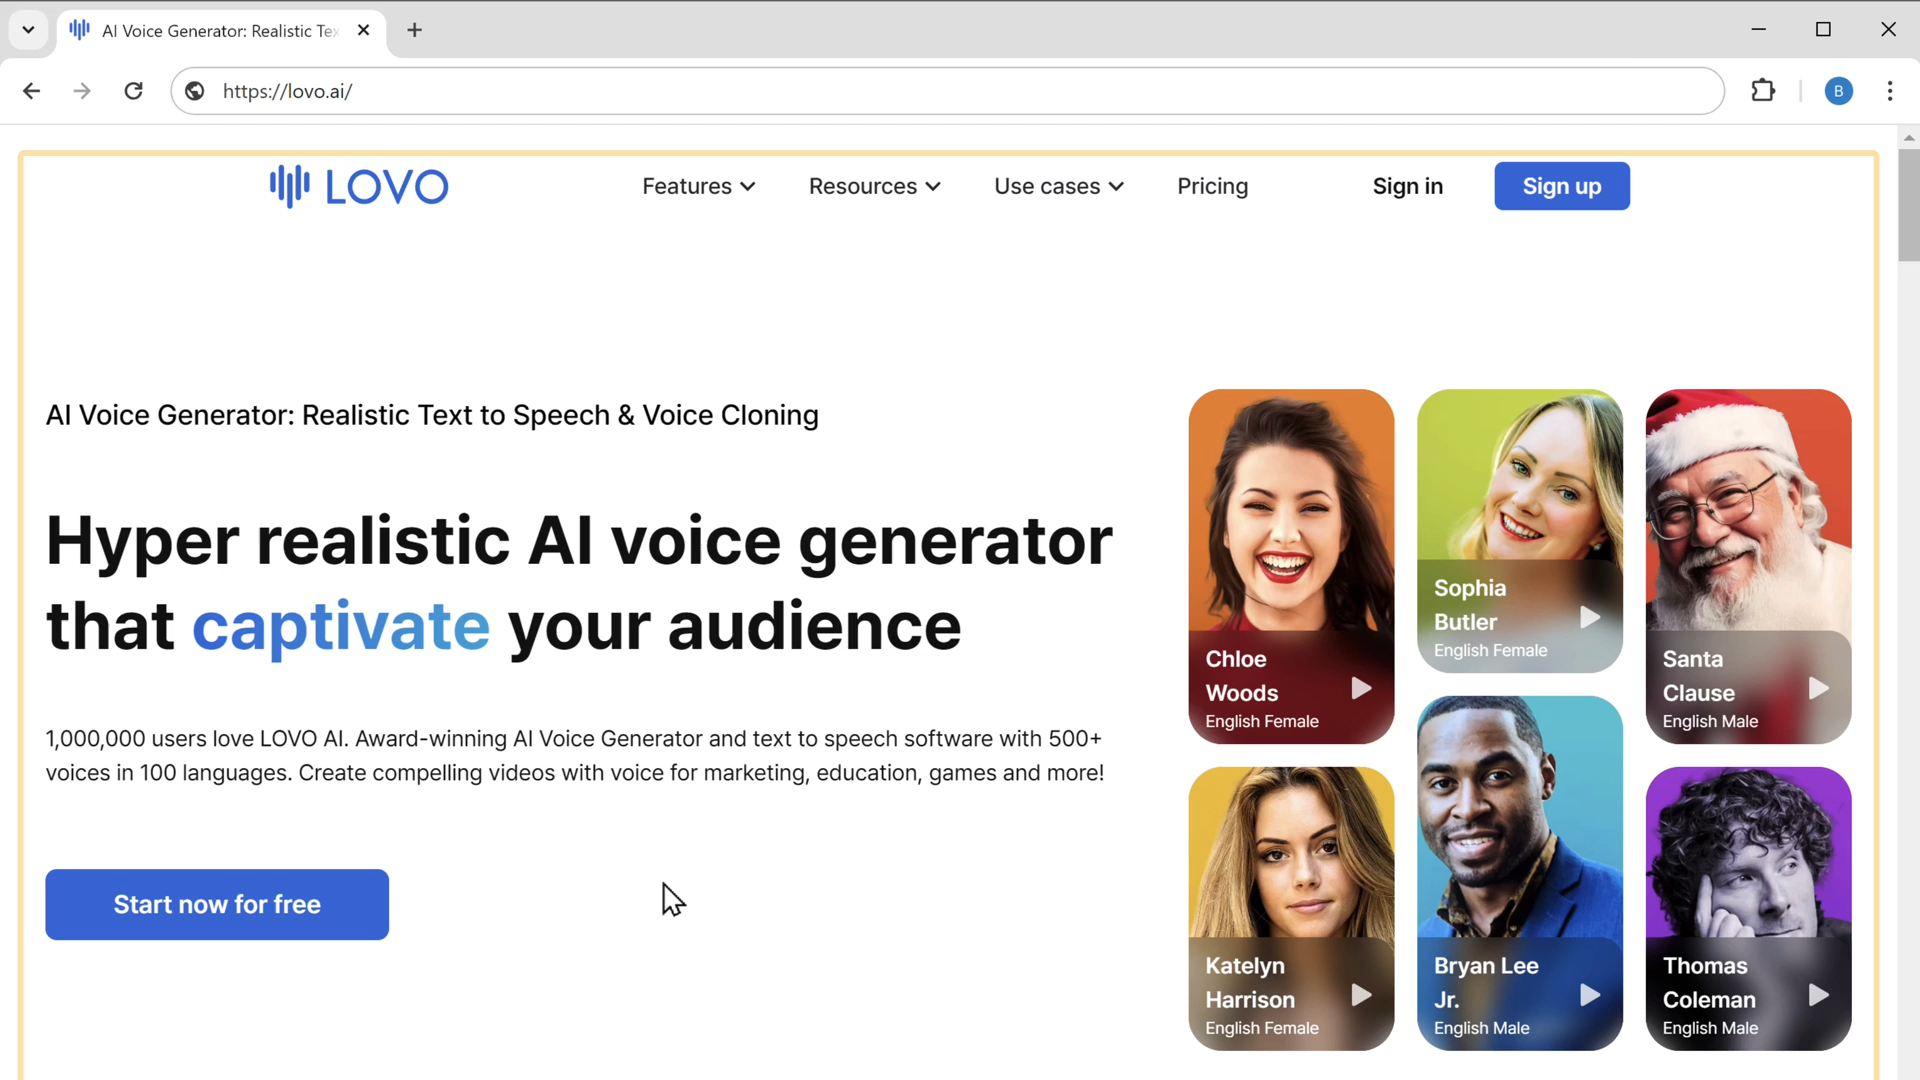 AI Voice Generator: Realistic Tex
https://lovo.ai/
B
LOVO
Features
Resources
Use cases
Pricing
Sign in
Sign up
AI Voice Generator: Realistic Text to Speech & Voice Cloning
Hyper realistic AI voice generator
that captivate your audience
1,000,000 users love LOVO AI. Award-winning AI Voice Generator and text to speech software with 500+
voices in 100 languages. Create compelling videos with voice for marketing, education, games and more!
Start now for free
Chloe
Woods
English Female
Sophia
Butler
English Female
Santa
Clause
English Male
Katelyn
Harrison
English Female
Bryan Lee
Jr.
English Male
Thomas
Coleman
English Male